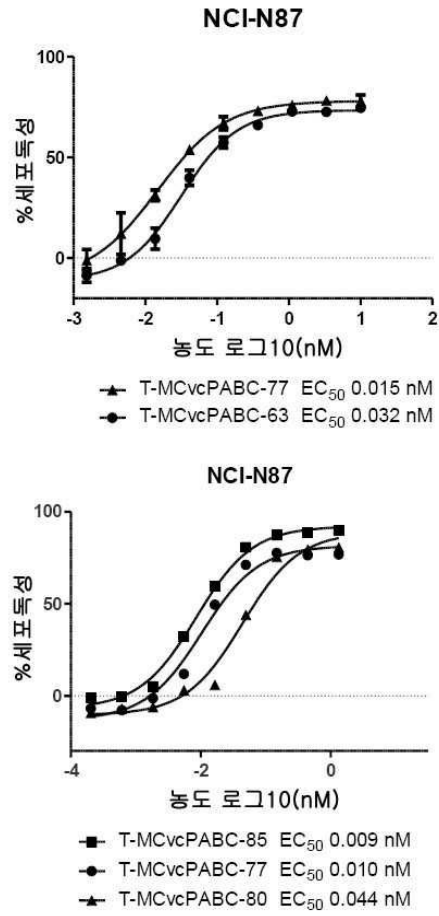 NCI-N87
100
50
0
%세포독성
-3 -2 -1 0 1 2
농도 로그10(nM)
T-MCvcPABC-77 EC50 0.015 nM
T-MCvcPABC-63 EC50 0.032 nM
NCI-N87
100
50
0
%세포독성
-4 -2 0
농도 로그10(nM)
T-MCvcPABC-85 EC50 0.009 nM
T-MCvcPABC-77 EC50 0.010 nM
T-MCvcPABC-80 EC50 0.044 nM